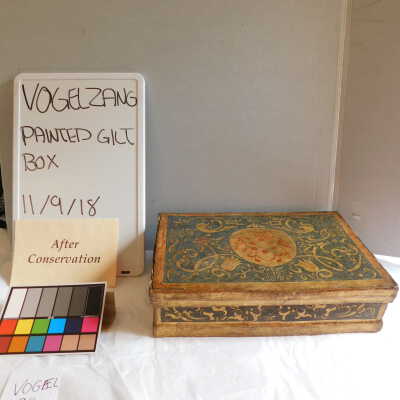 VOGELZANG
PAINTED GILT
BOX
11/9/18
After
Conservation
VOGEL